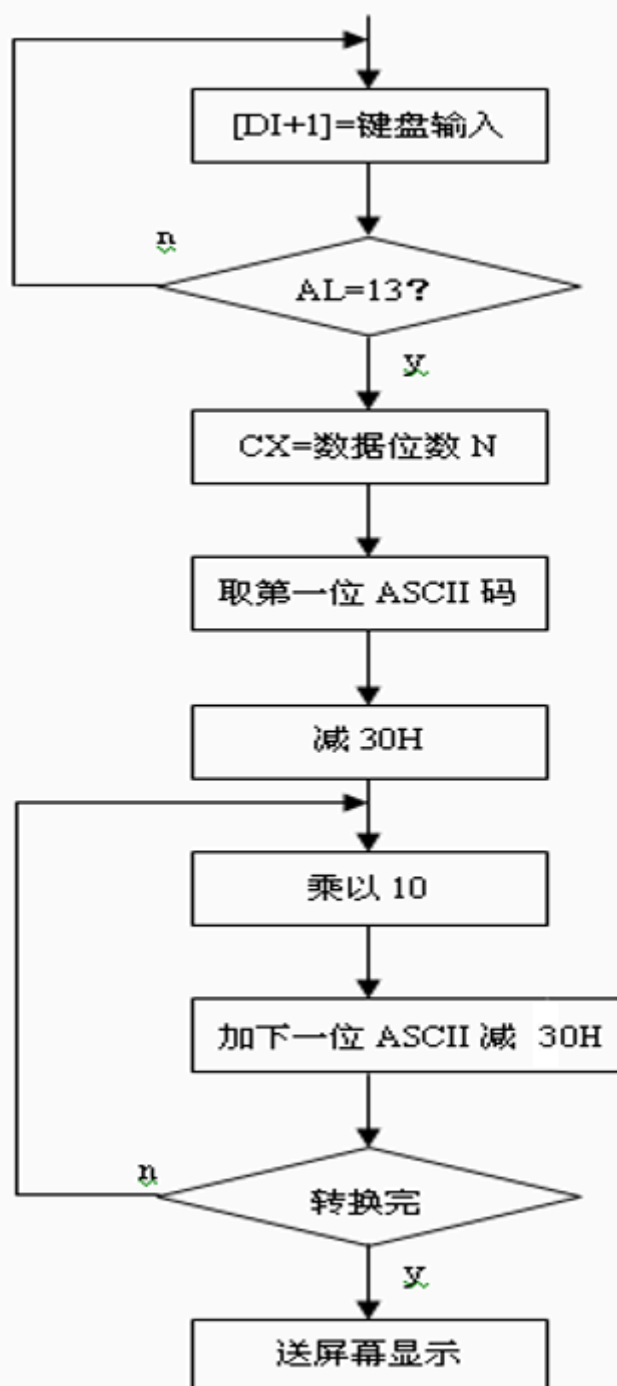 [DI+1]=键盘输入
n
AL=13?
y
CX=数据位数 N
取第一位 ASCII 码
减 30H
乘以 10
加下一位 ASCII 减 30H
n
转换完
y
送屏幕显示